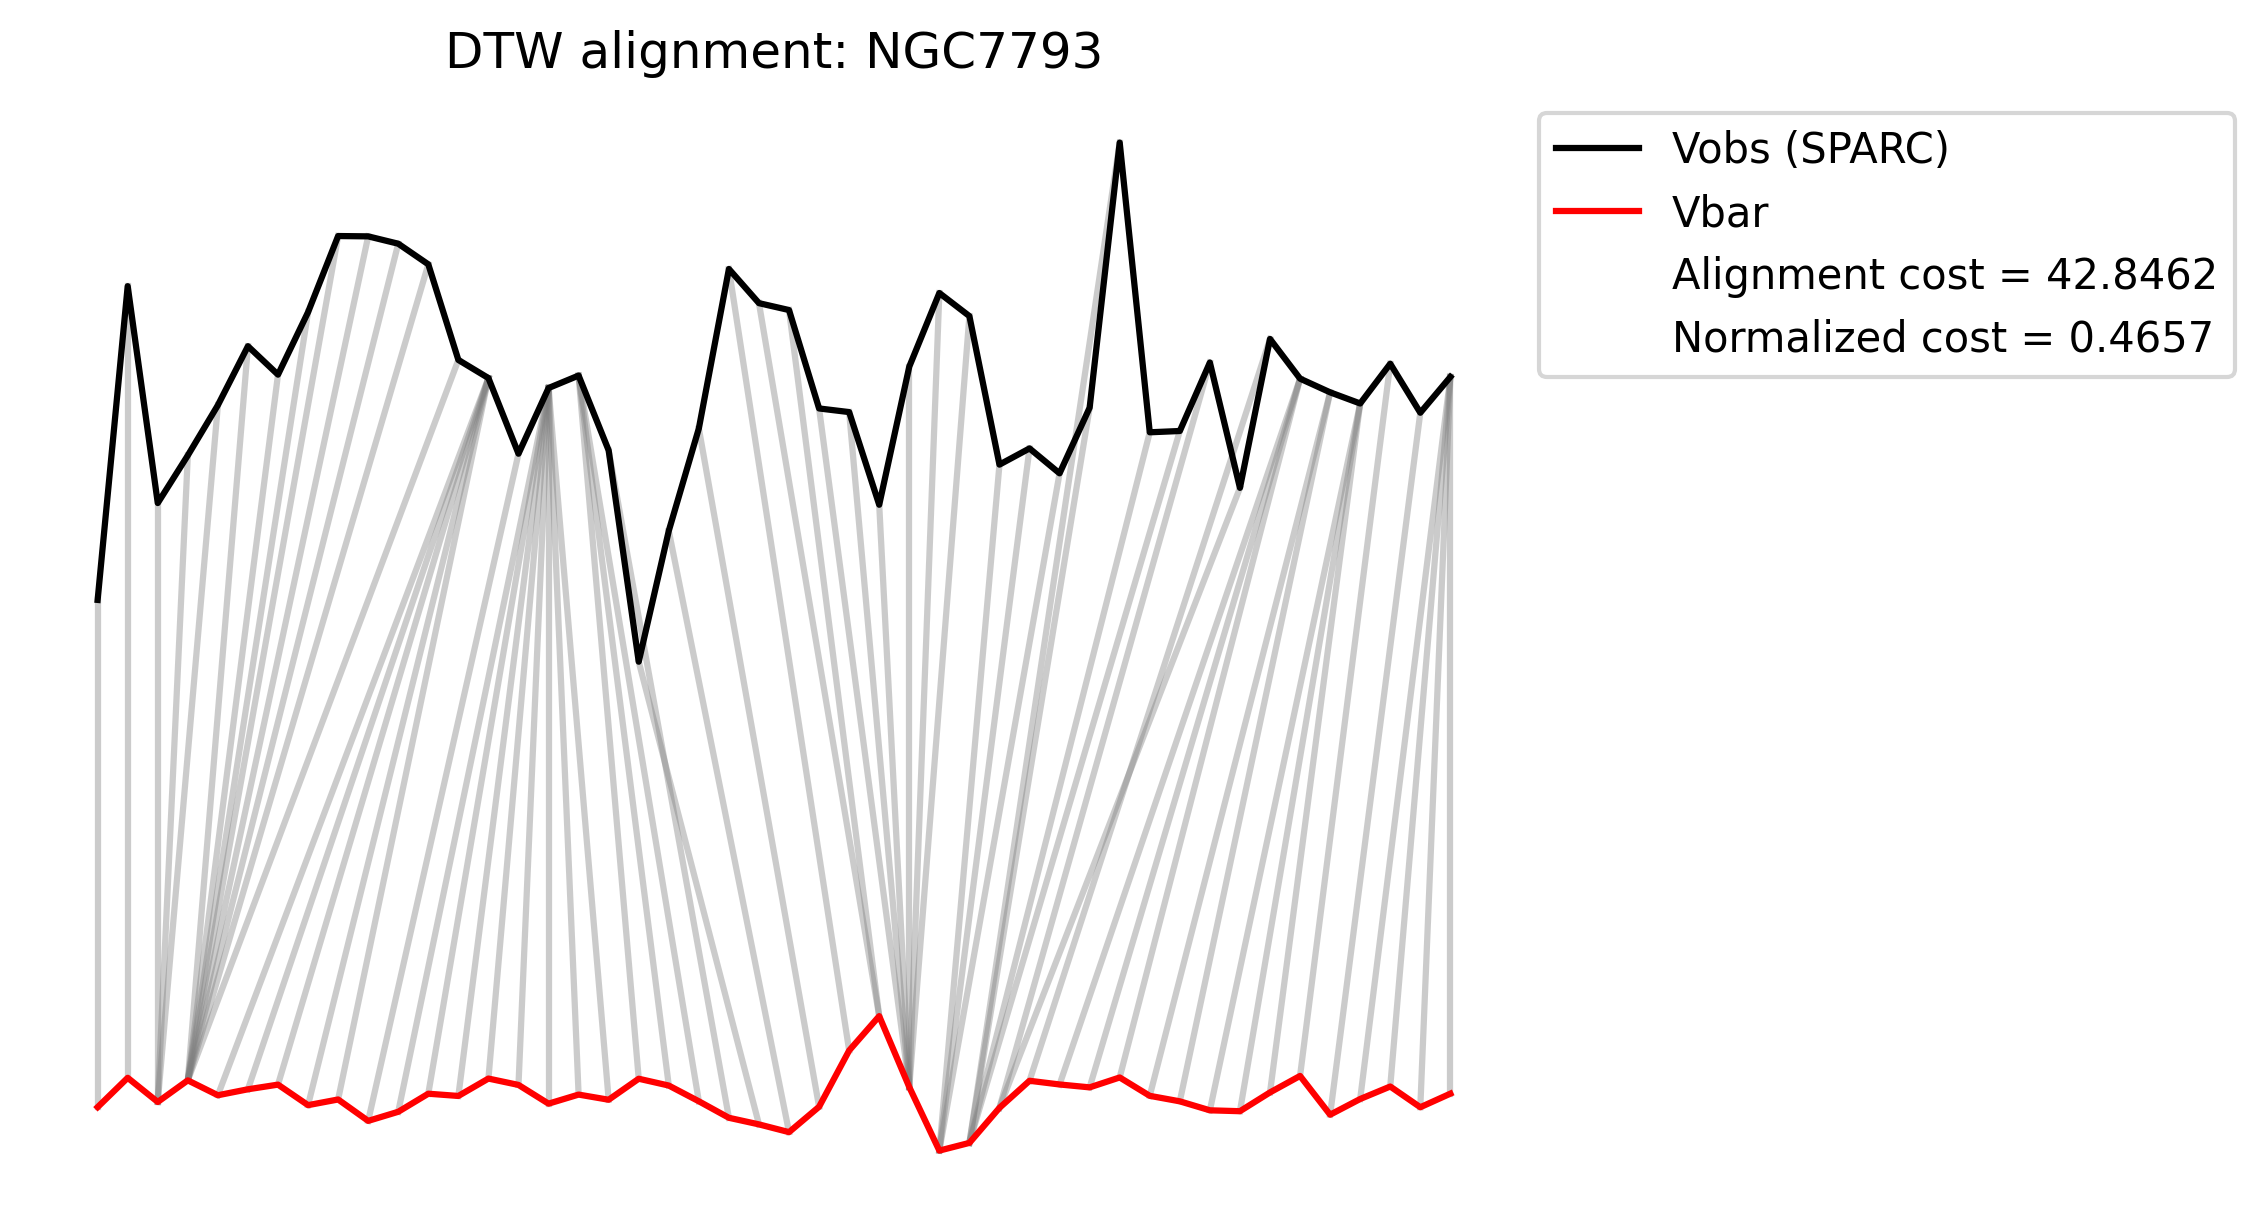 DTW alignment: NGC7793
Vobs (SPARC)
Vbar
Alignment cost = 42.8462
Normalized cost = 0.4657